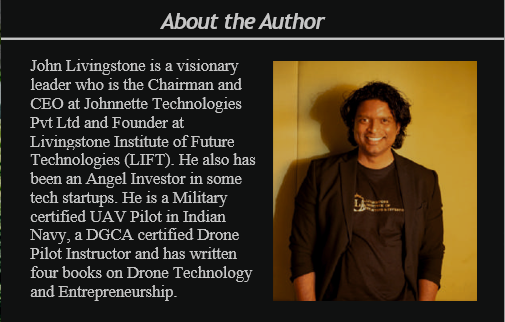 About the Author
John Livingstone is a visionary
leader who is the Chairman and
CEO at Johnnette Technologies
Pvt Ltd and Founder at
Livingstone Institute of Future
Technologies (LIFT). He also has
been an Angel Investor in some
tech startups. He is a Military
certified UAV Pilot in Indian
Navy, a DGCA certified Drone
Pilot Instructor and has written
four books on Drone Technology
and Entrepreneurship.